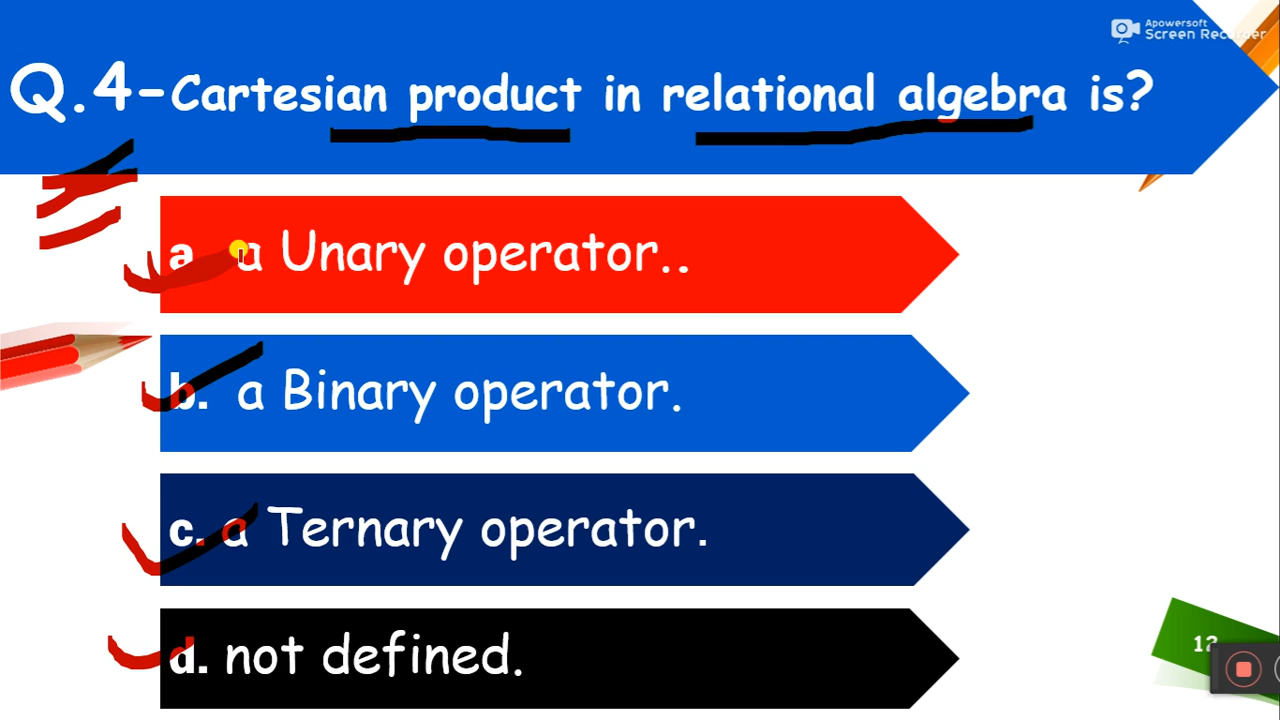 Apowersoft
Screen Recorder
Q.4-Cartesian product in relational algebra is?
a. a Unary operator..
b. a Binary operator.
c. a Ternary operator.
d. not defined.